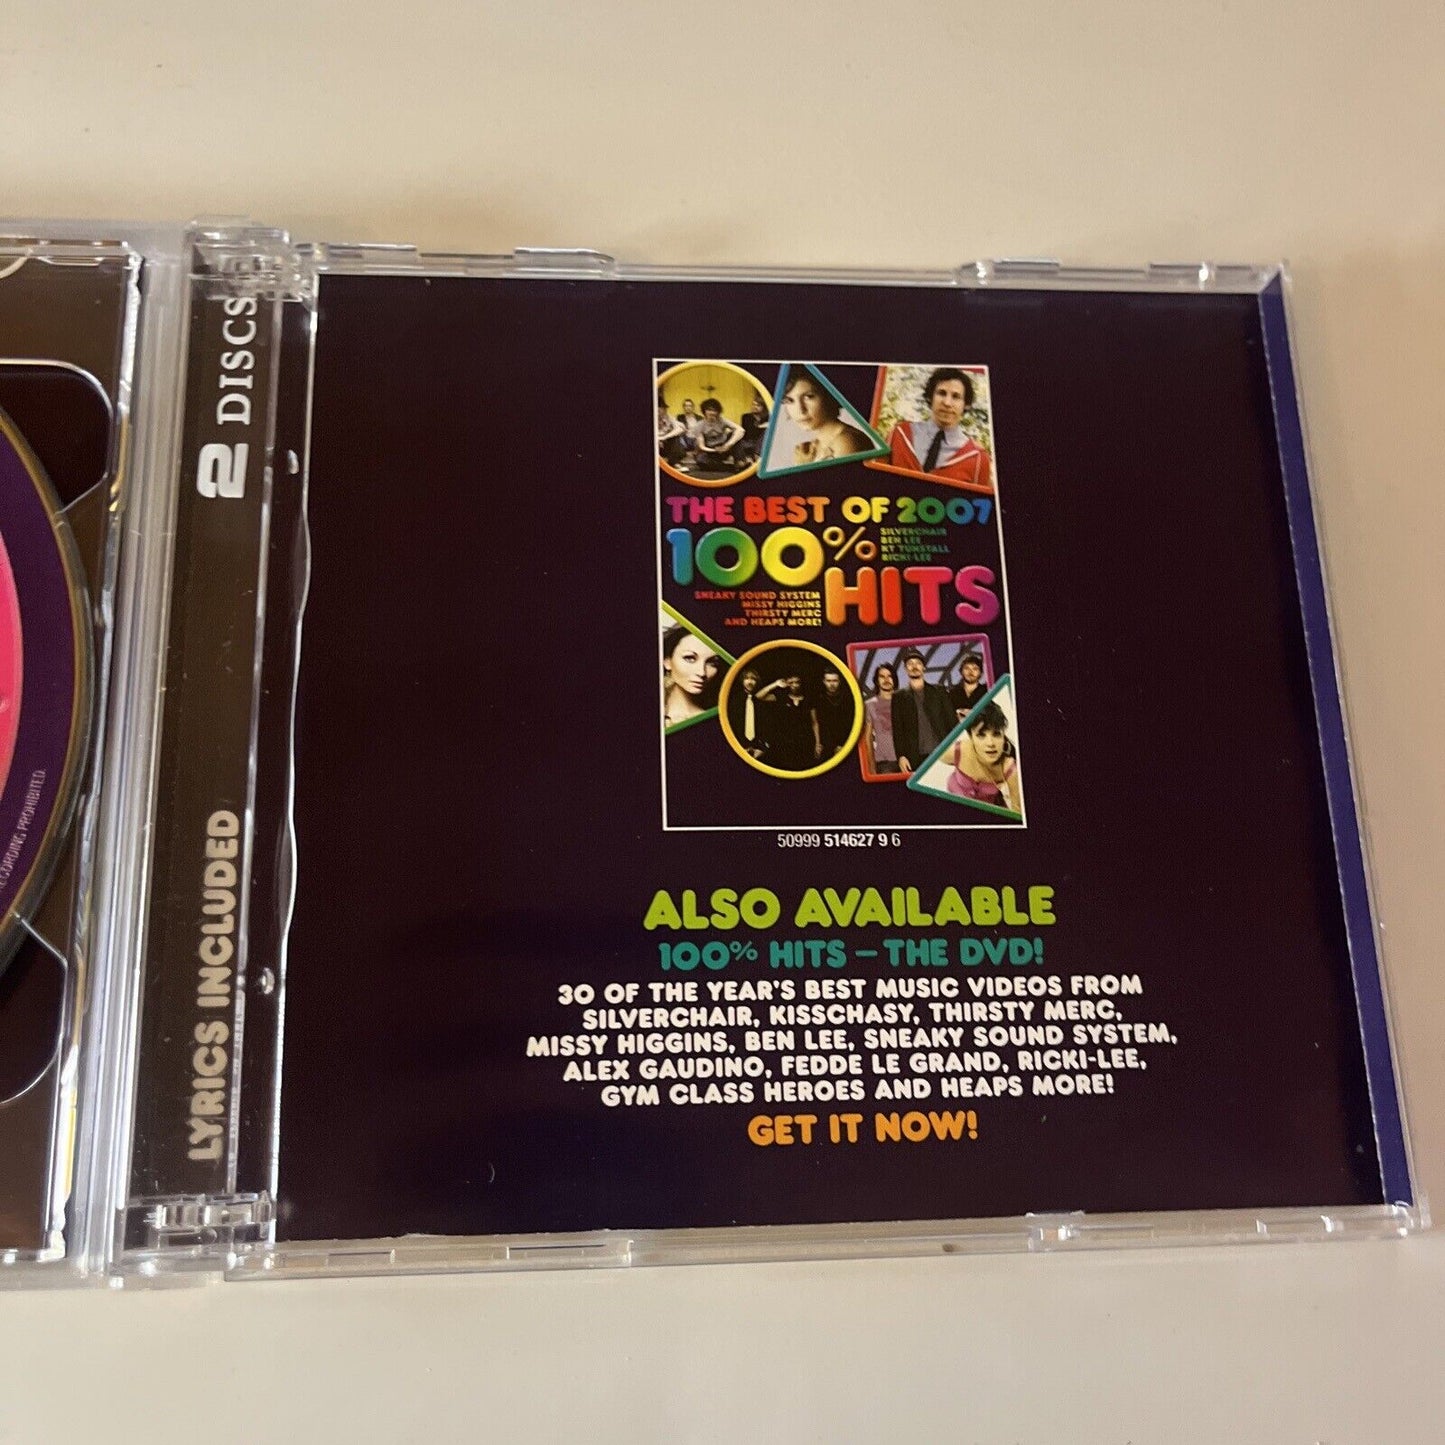 2 DISCS
LYRICS INCLUDED
RECORDING PROHIBITED.
THE BEST OF 2007
100%
HITS
SILVERCHAIR
BEN LEE
KT TUNSTALL
RICKI-LEE
SNEAKY SOUND SYSTEM
MISSY HIGGINS
THIRSTY MERC
AND HEAPS MORE!
50999 514627 9 6
ALSO AVAILABLE
100% HITS – THE DVD!
30 OF THE YEAR'S BEST MUSIC VIDEOS FROM
SILVERCHAIR, KISSCHASY, THIRSTY MERC,
MISSY HIGGINS, BEN LEE, SNEAKY SOUND SYSTEM,
ALEX GAUDINO, FEDDE LE GRAND, RICKI-LEE,
GYM CLASS HEROES AND HEAPS MORE!
GET IT NOW!